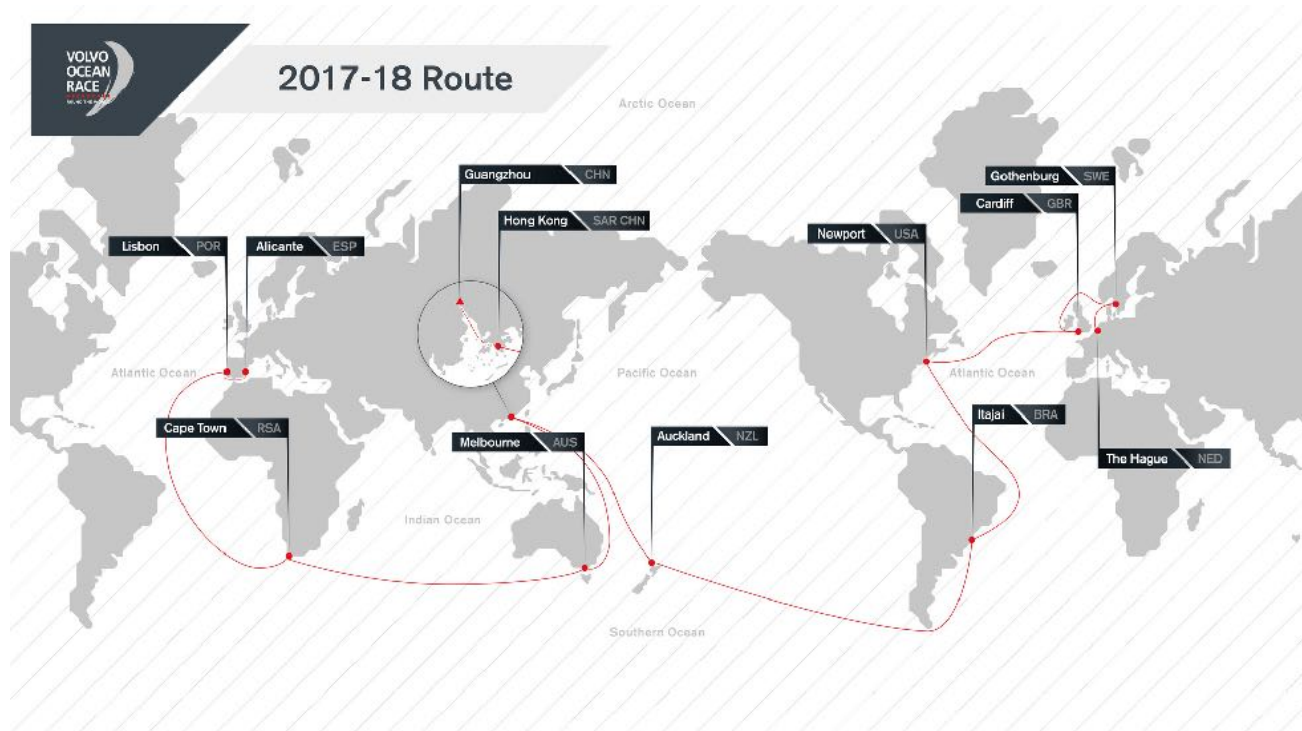 VOLVO
OCEAN
RACE
2017-18 Route
Arctic Ocean
Guangzhou CHN
Gothenburg SWE
Cardiff GBR
Hong Kong SAR CHN
Newport USA
Lisbon POR
Alicante ESP
Atlantic Ocean
Pacific Ocean
Atlantic Ocean
Itajaí BRA
Cape Town RSA
Melbourne AUS
Auckland NZL
The Hague NED
Indian Ocean
Southern Ocean